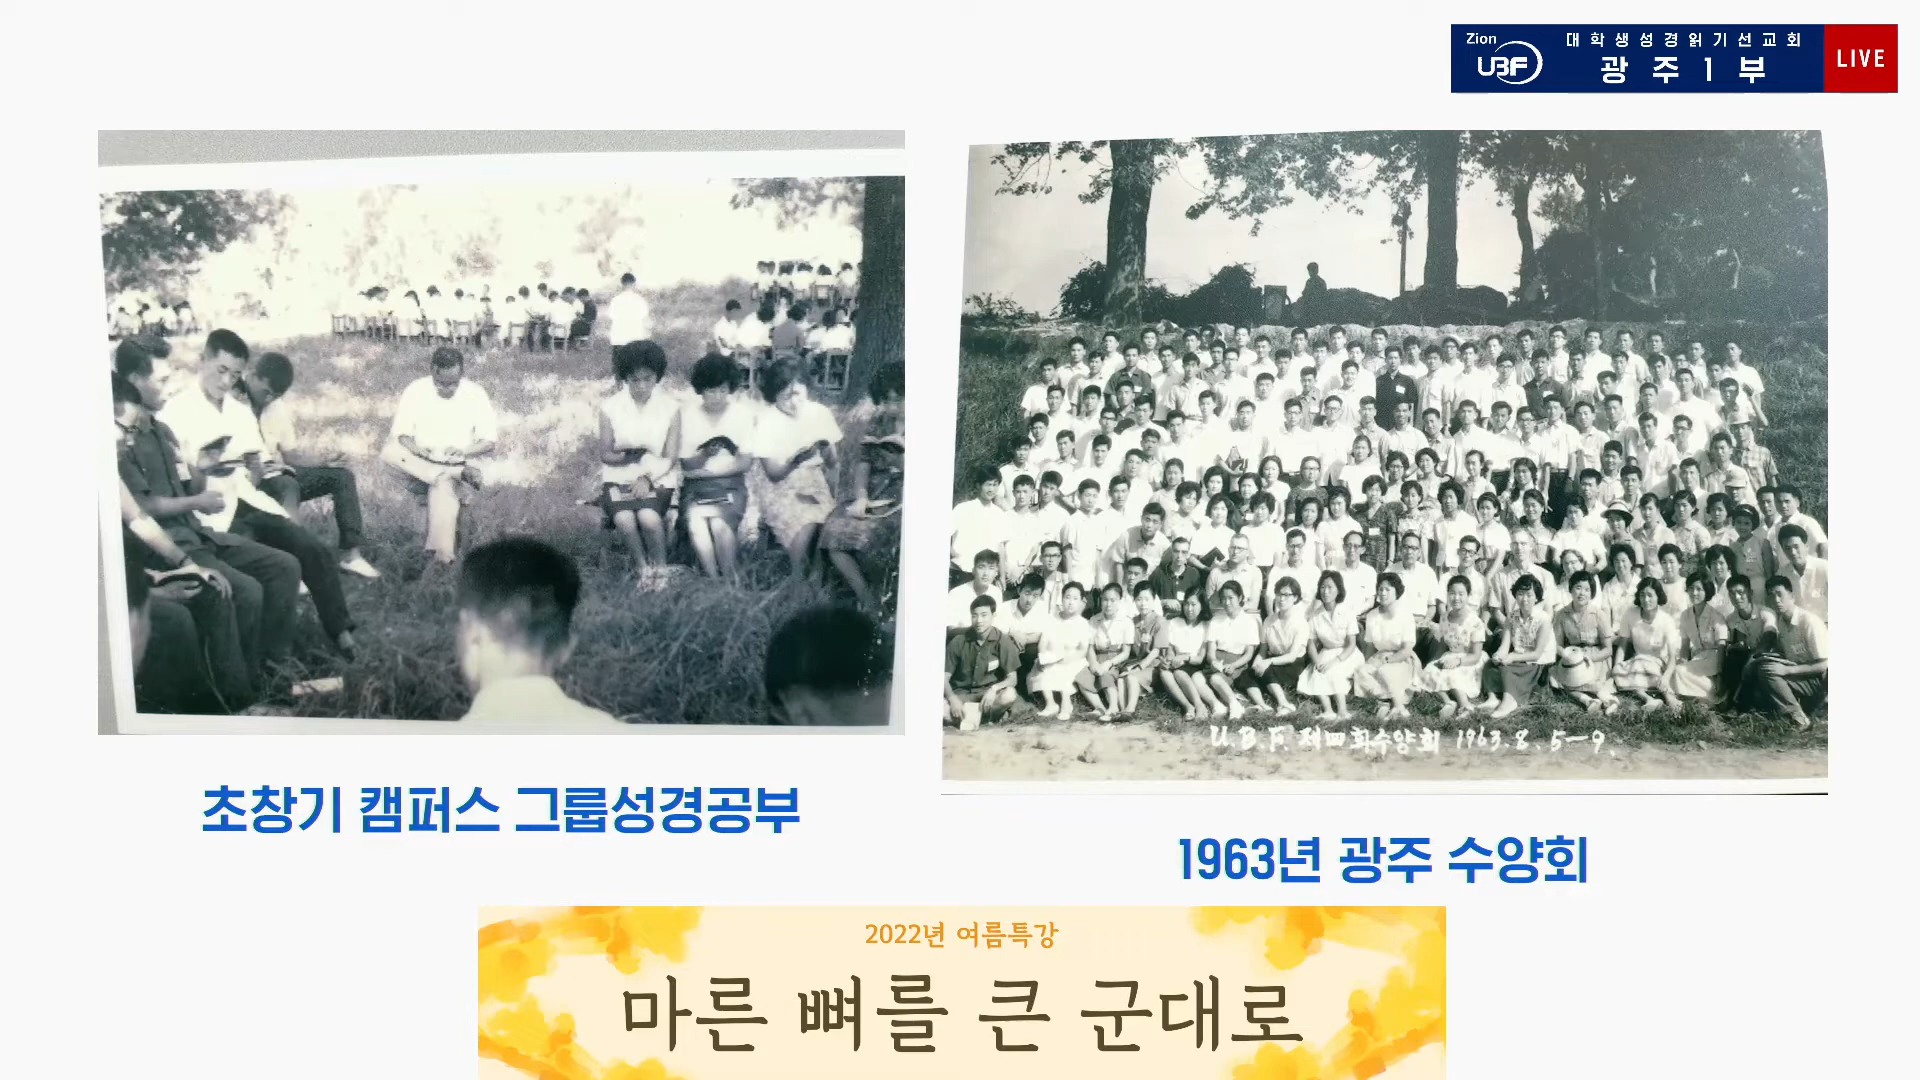 Zion
UBF
대학생성경읽기선교회
광주1부
LIVE
U.B.F. 제四회수양회 1963. 8. 5-9.
초창기 캠퍼스 그룹성경공부
1963년 광주 수양회
2022년 여름특강
마른 뼈를 큰 군대로